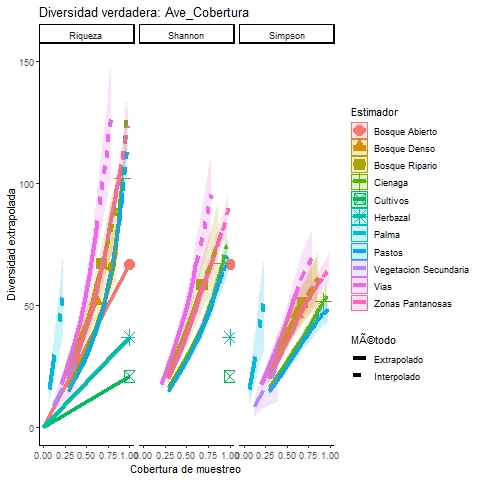 Diversidad verdadera: Ave_Cobertura
Riqueza
Shannon
Simpson
150
100
50
0
Diversidad extrapolada
0.00 0.25 0.50 0.75 1.00
0.00 0.25 0.50 0.75 1.00
0.00 0.25 0.50 0.75 1.00
Cobertura de muestreo
Estimador
Bosque Abierto
Bosque Denso
Bosque Ripario
Cienaga
Cultivos
Herbazal
Palma
Pastos
Vegetacion Secundaria
Vias
Zonas Pantanosas
MÃ©todo
Extrapolado
Interpolado